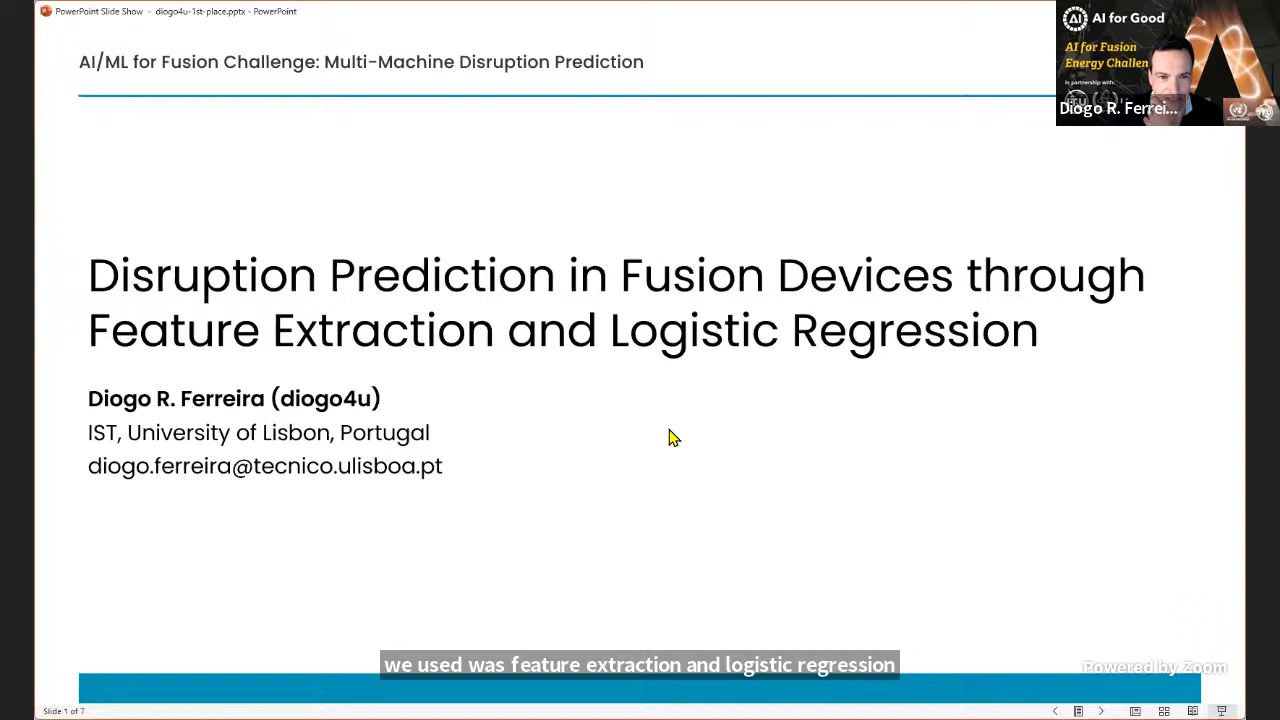 PowerPoint Slide Show - diogo4u-1st-place.pptx - PowerPoint
AI for Good
AI for Fusion
Energy Challen
in partnership with:
Diogo R. Ferrei...
AI/ML for Fusion Challenge: Multi-Machine Disruption Prediction
Disruption Prediction in Fusion Devices through
Feature Extraction and Logistic Regression
Diogo R. Ferreira (diogo4u)
IST, University of Lisbon, Portugal
diogo.ferreira@tecnico.ulisboa.pt
we used was feature extraction and logistic regression
Powered by Zoom
Slide 1 of 7